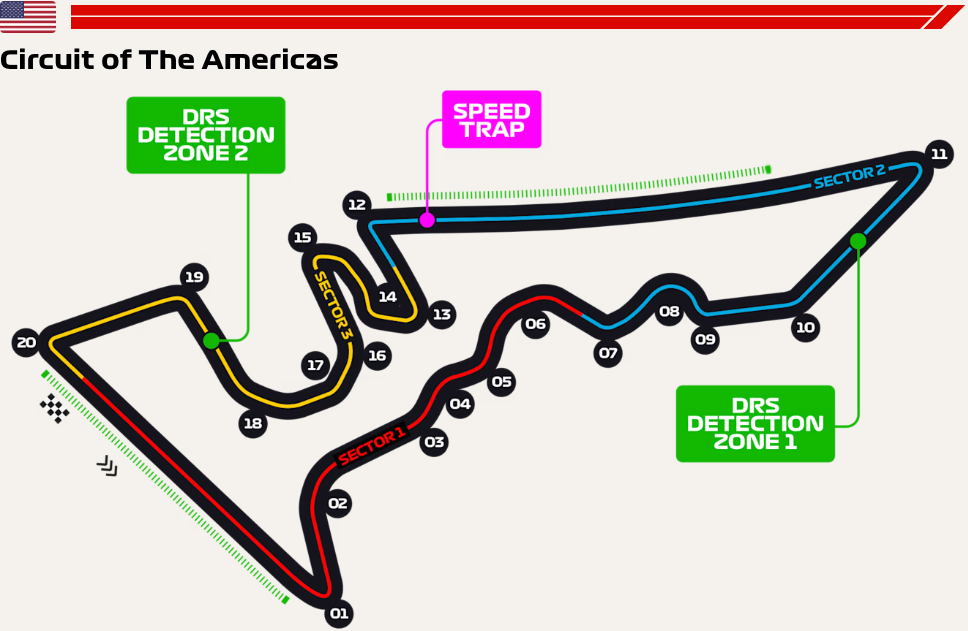 Circuit of The Americas
DRS
DETECTION
ZONE 2
SPEED
TRAP
11
SECTOR 2
12
15
19
14
13
SECTOR 3
20
17
16
18
06
08
07
09
10
05
04
03
SECTOR 1
02
01
DRS
DETECTION
ZONE 1